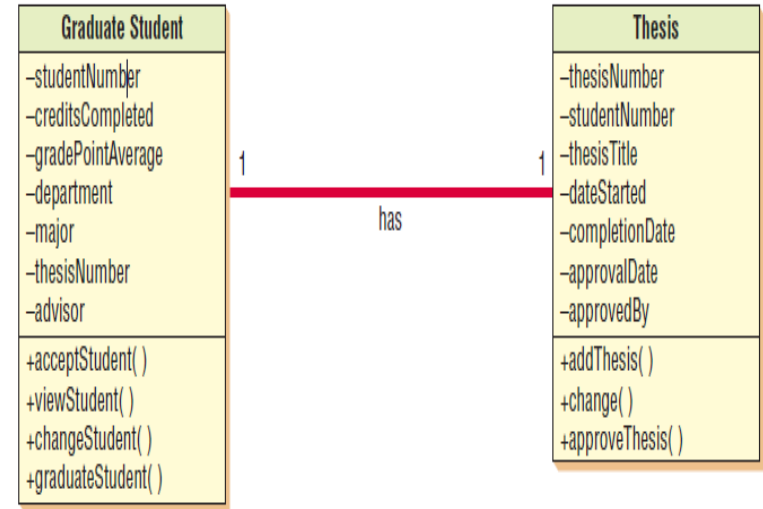 Graduate Student
–studentNumber
–creditsCompleted
–gradePointAverage
–department
–major
–thesisNumber
–advisor
+acceptStudent( )
+viewStudent( )
+changeStudent( )
+graduateStudent( )
1
has
1
Thesis
–thesisNumber
–studentNumber
–thesisTitle
–dateStarted
–completionDate
–approvalDate
–approvedBy
+addThesis( )
+change( )
+approveThesis( )